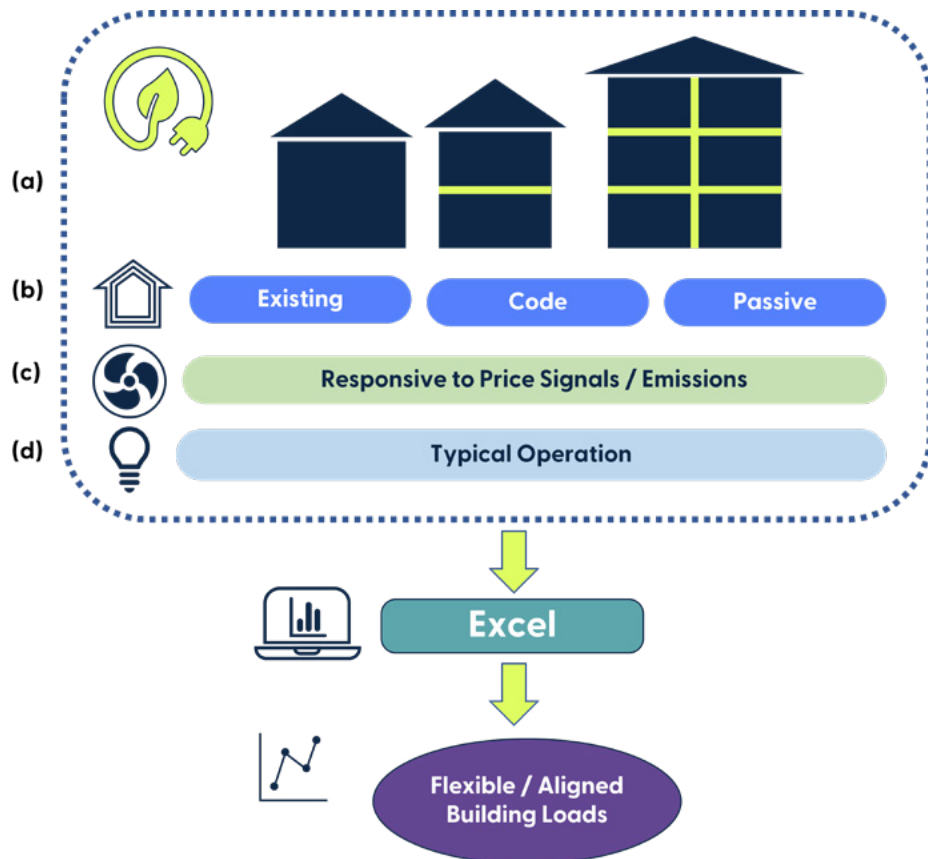 (a)
(b)
Existing
Code
Passive
(c)
Responsive to Price Signals / Emissions
(d)
Typical Operation
Excel
Flexible / Aligned
Building Loads